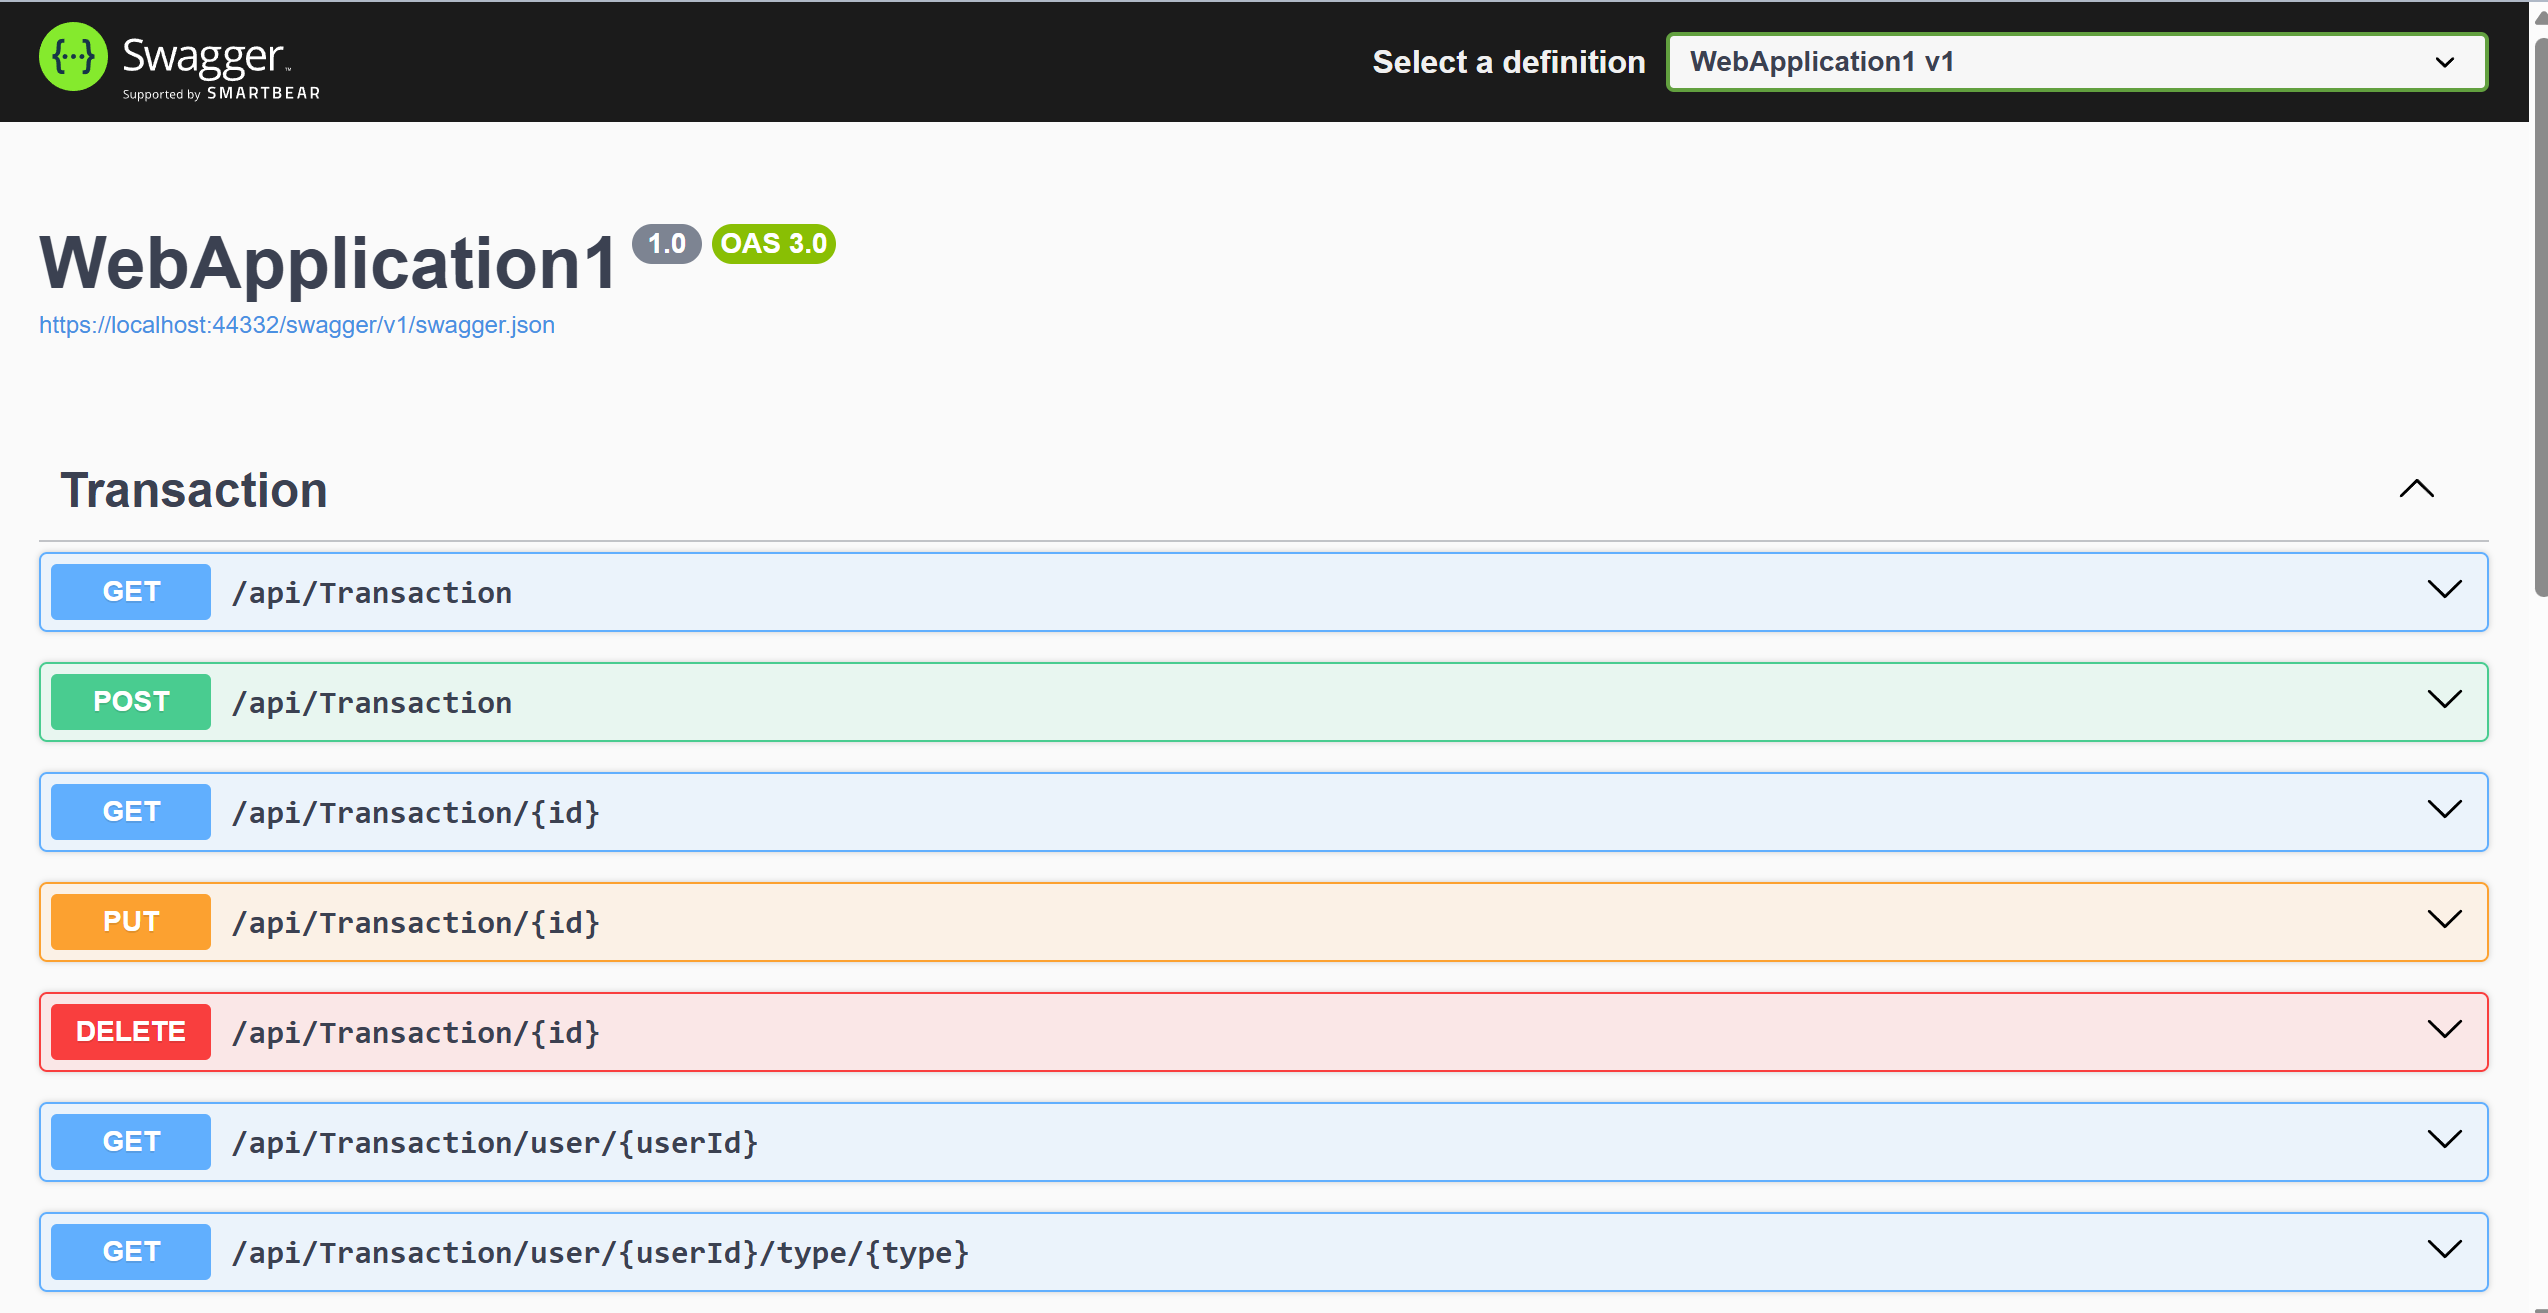 {···} Swagger™
Supported by SMARTBEAR
Select a definition
WebApplication1 v1
WebApplication1 1.0 OAS 3.0
https://localhost:44332/swagger/v1/swagger.json
Transaction
GET /api/Transaction
POST /api/Transaction
GET /api/Transaction/{id}
PUT /api/Transaction/{id}
DELETE /api/Transaction/{id}
GET /api/Transaction/user/{userId}
GET /api/Transaction/user/{userId}/type/{type}